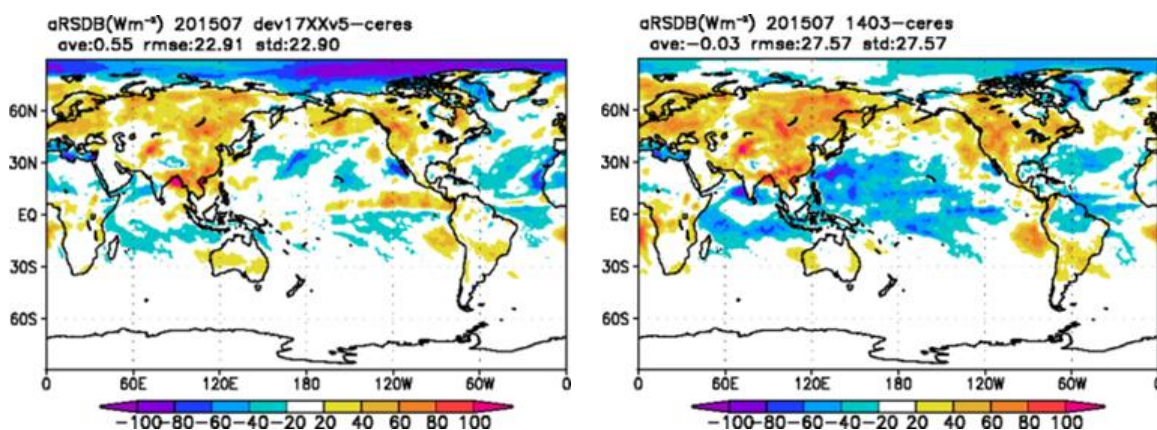 aRSDB(Wm⁻²) 201507 dev17XXv5-ceres
ave:0.55 rmse:22.91 std:22.90
60N
30N
EQ
30S
60S
0 60E 120E 180 120W 60W 0
-100 -80 -60 -40 -20 20 40 60 80 100
aRSDB(Wm⁻²) 201507 1403-ceres
ave:-0.03 rmse:27.57 std:27.57
60N
30N
EQ
30S
60S
0 60E 120E 180 120W 60W 0
-100 -80 -60 -40 -20 20 40 60 80 100